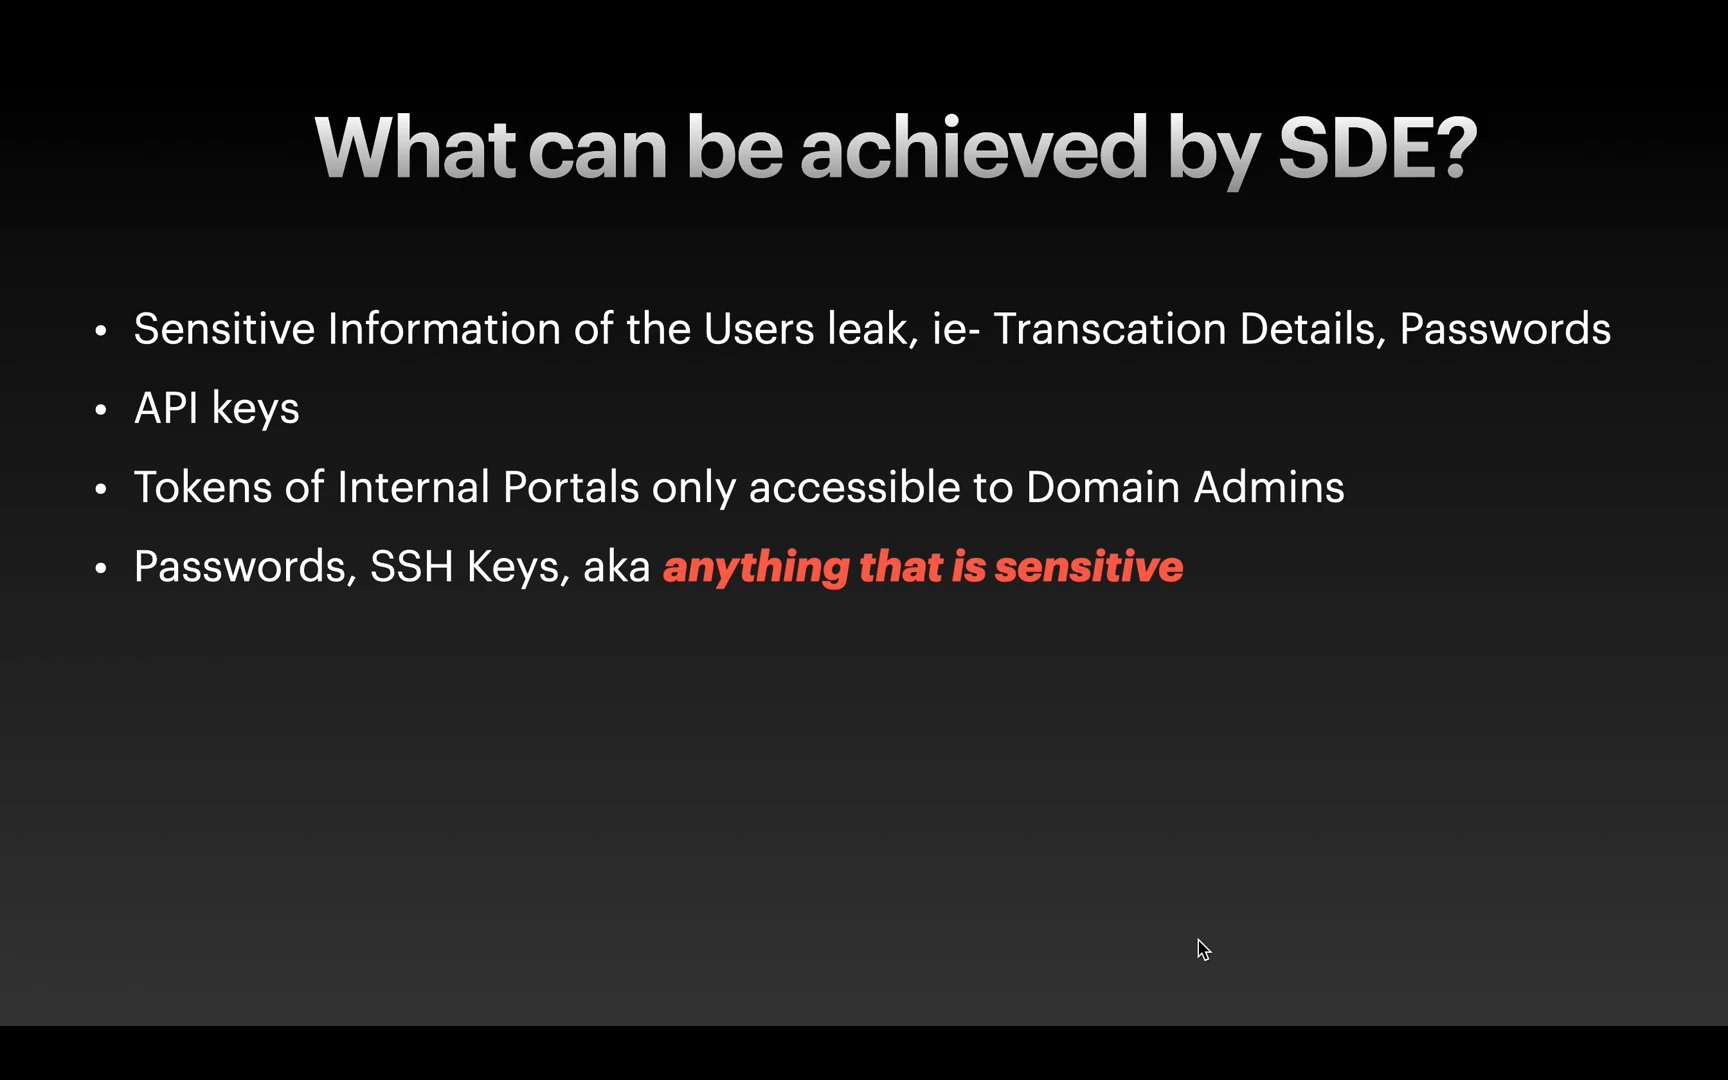 What can be achieved by SDE?
• Sensitive Information of the Users leak, ie- Transcation Details, Passwords
• API keys
• Tokens of Internal Portals only accessible to Domain Admins
• Passwords, SSH Keys, aka anything that is sensitive